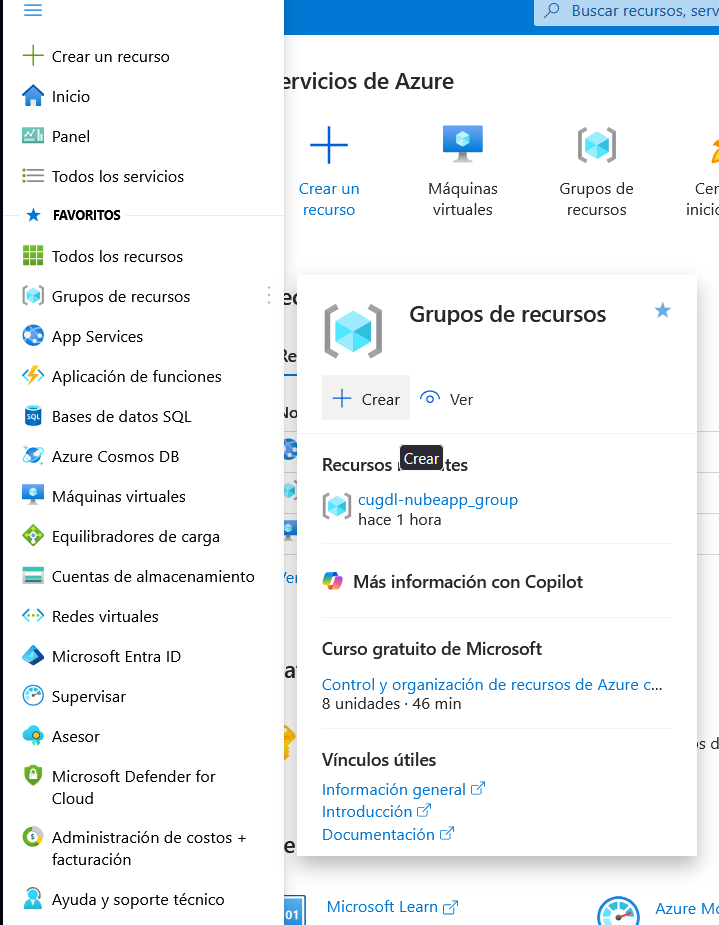 Buscar recursos, serv
Crear un recurso
Inicio
Panel
Todos los servicios
FAVORITOS
Todos los recursos
Grupos de recursos
App Services
Aplicación de funciones
SQL
Bases de datos SQL
Azure Cosmos DB
Máquinas virtuales
Equilibradores de carga
Cuentas de almacenamiento
Redes virtuales
Microsoft Entra ID
Supervisar
Asesor
Microsoft Defender for
Cloud
Administración de costos +
facturación
Ayuda y soporte técnico
ervicios de Azure
Crear un
recurso
Máquinas
virtuales
Grupos de
recursos
Cen
inicio
Grupos de recursos
Crear
Ver
Recursos
tes
Crear
cugdl-nubeapp_group
hace 1 hora
Más información con Copilot
Curso gratuito de Microsoft
Control y organización de recursos de Azure c...
8 unidades · 46 min
Vínculos útiles
Información general
Introducción
Documentación
s d
Microsoft Learn
Azure Mo